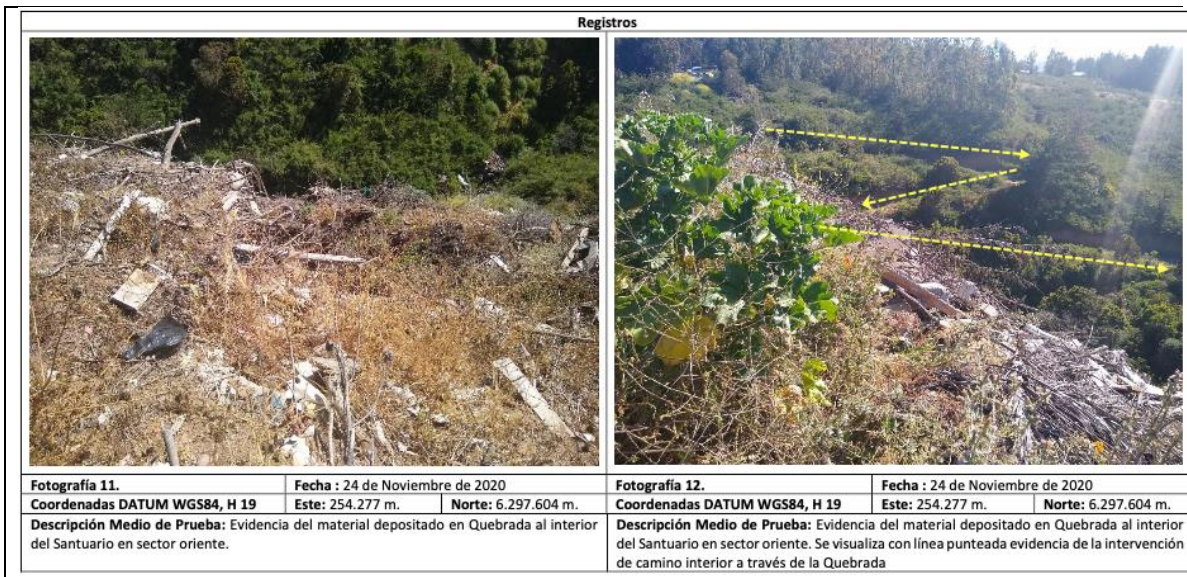 Registros
Fotografía 11.
Fecha : 24 de Noviembre de 2020
Coordenadas DATUM WGS84, H 19
Este: 254.277 m.
Norte: 6.297.604 m.
Descripción Medio de Prueba: Evidencia del material depositado en Quebrada al interior
del Santuario en sector oriente.
Fotografía 12.
Fecha : 24 de Noviembre de 2020
Coordenadas DATUM WGS84, H 19
Este: 254.277 m.
Norte: 6.297.604 m.
Descripción Medio de Prueba: Evidencia del material depositado en Quebrada al interior
del Santuario en sector oriente. Se visualiza con línea punteada evidencia de la intervención
de camino interior a través de la Quebrada